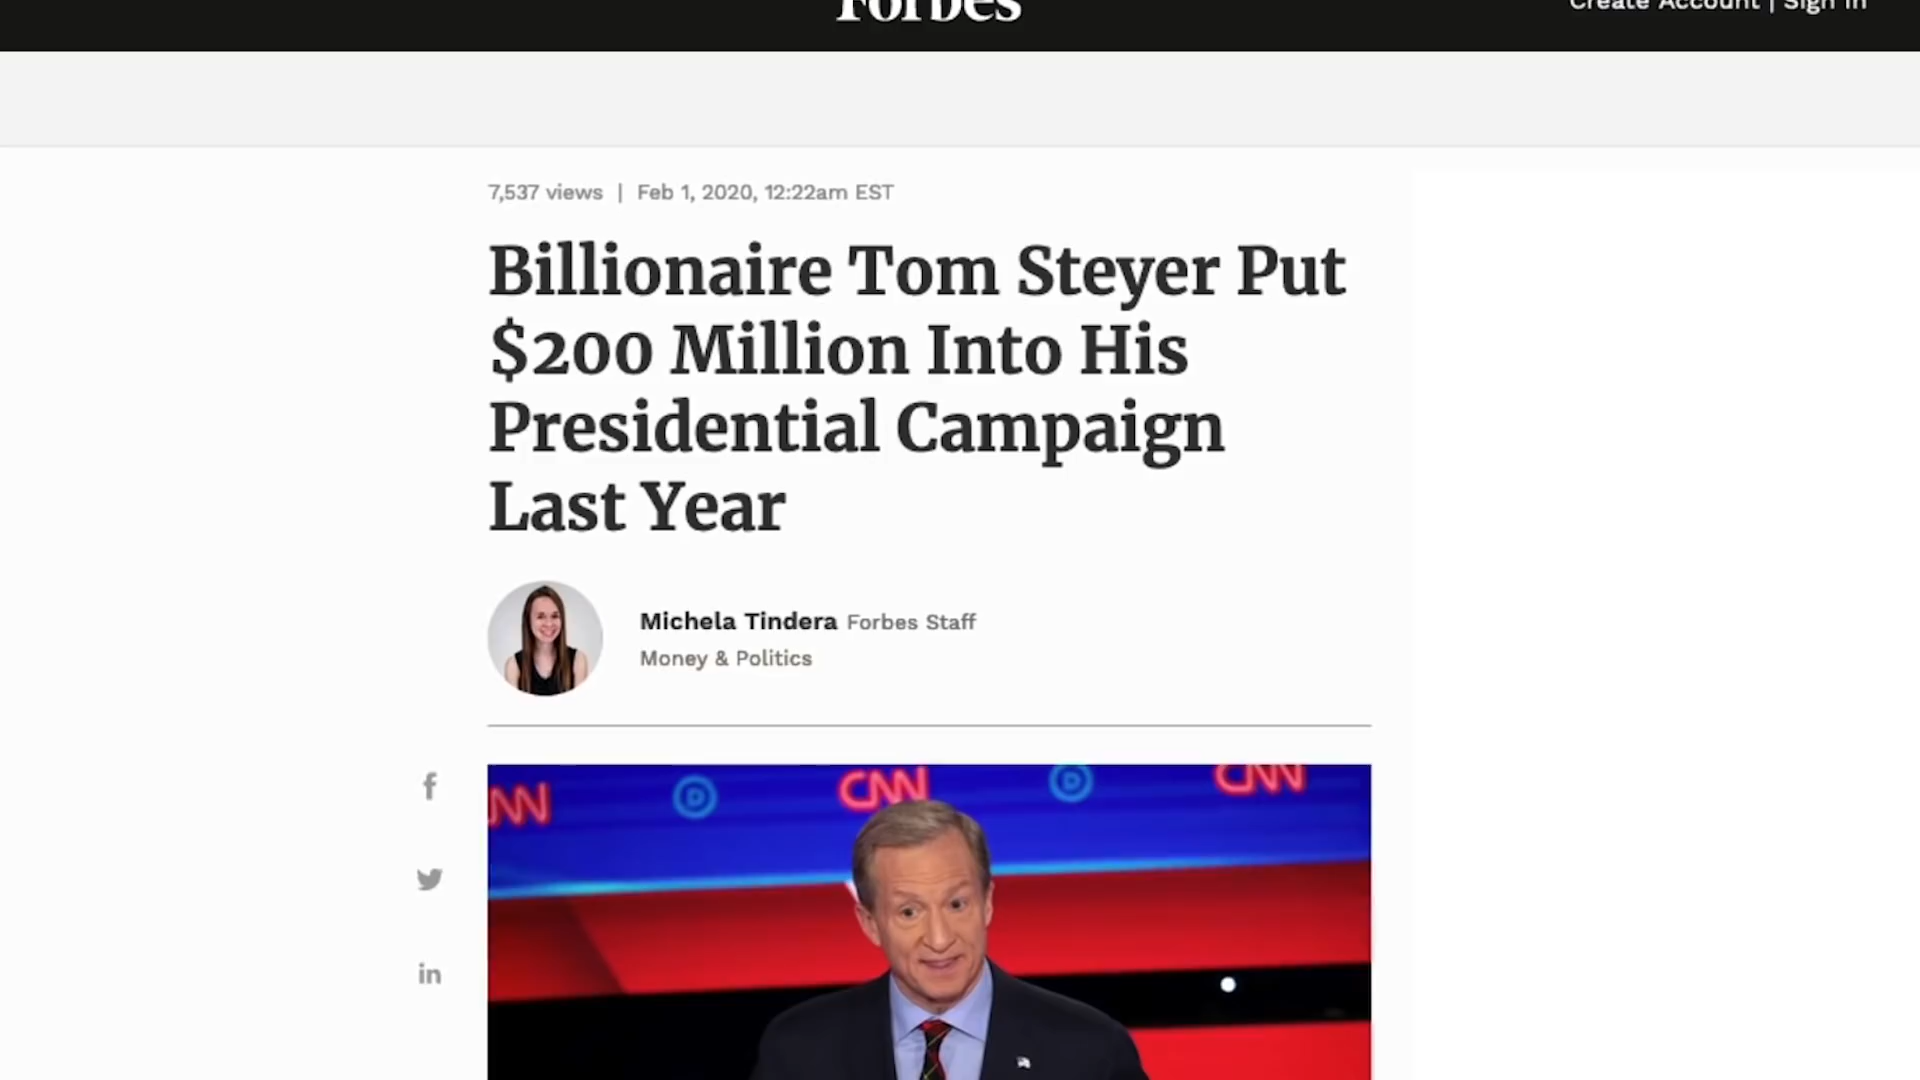 Forbes
Create Account | Sign In
7,537 views | Feb 1, 2020, 12:22am EST
Billionaire Tom Steyer Put
$200 Million Into His
Presidential Campaign
Last Year
Michela Tindera Forbes Staff
Money & Politics
f
in
NN
D
CNN
D
CNN